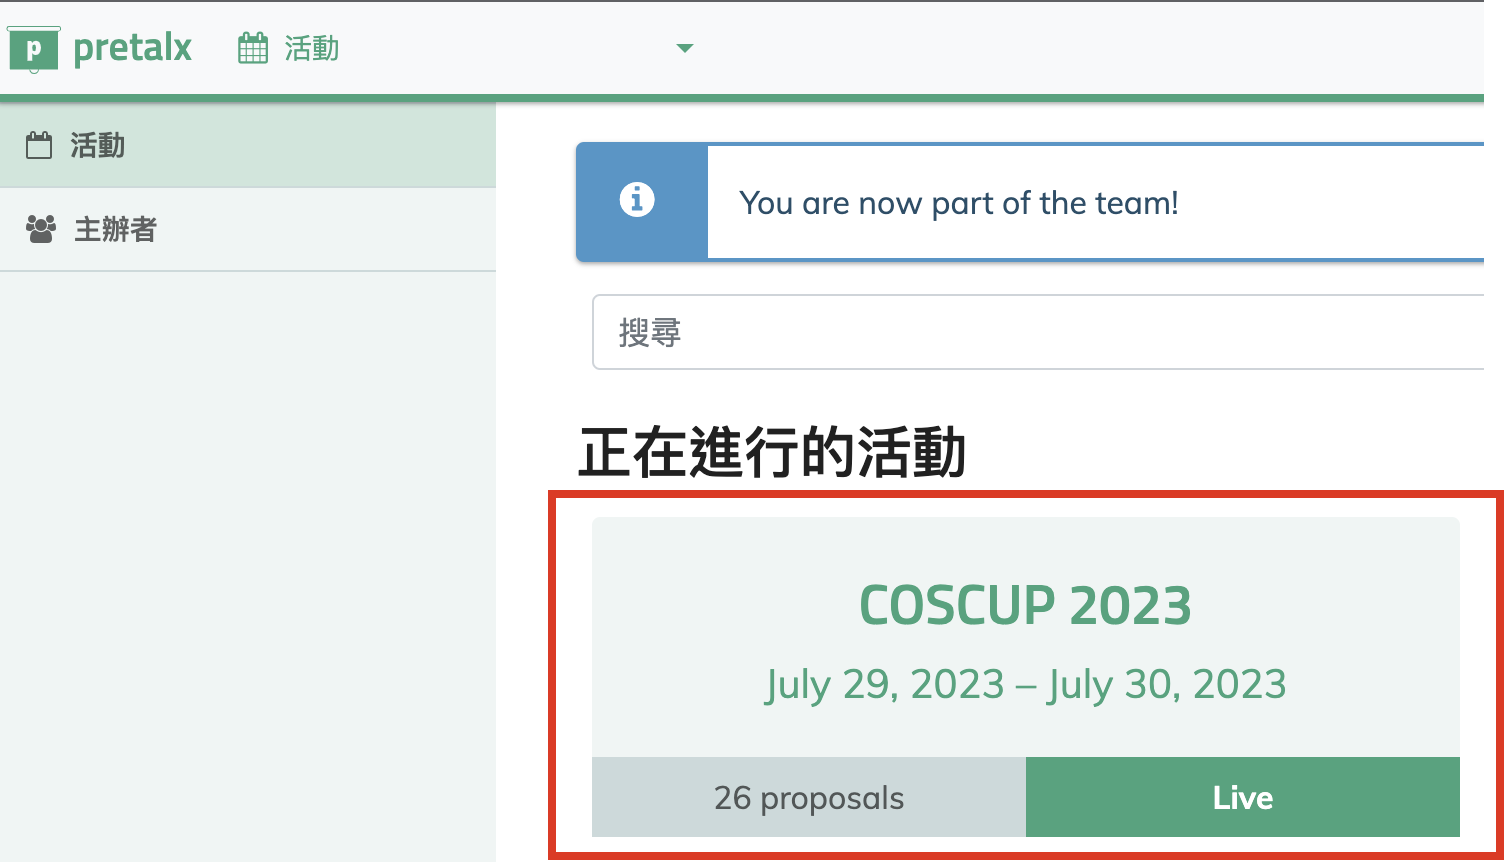 p pretalx 活動
活動
主辦者
You are now part of the team!
搜尋
正在進行的活動
COSCUP 2023
July 29, 2023 – July 30, 2023
26 proposals
Live